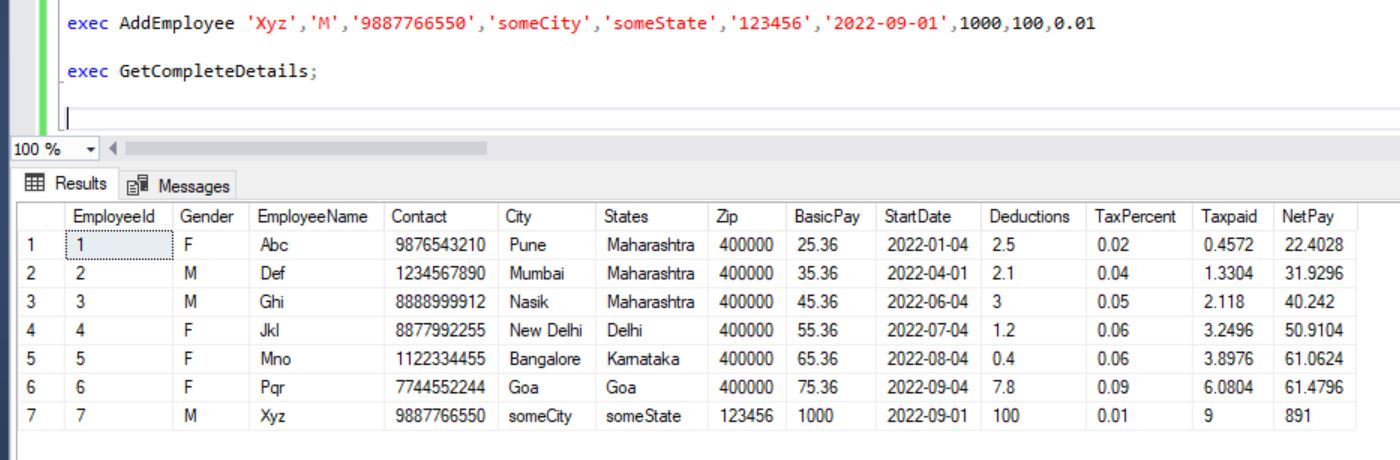 exec AddEmployee 'Xyz','M','9887766550','someCity','someState','123456','2022-09-01',1000,100,0.01
exec GetCompleteDetails;
100 %
Results Messages
EmployeeId Gender EmployeeName Contact City States Zip BasicPay StartDate Deductions TaxPercent Taxpaid NetPay
1 1 F Abc 9876543210 Pune Maharashtra 400000 25.36 2022-01-04 2.5 0.02 0.4572 22.4028
2 2 M Def 1234567890 Mumbai Maharashtra 400000 35.36 2022-04-01 2.1 0.04 1.3304 31.9296
3 3 M Ghi 8888999912 Nasik Maharashtra 400000 45.36 2022-06-04 3 0.05 2.118 40.242
4 4 F Jkl 8877992255 New Delhi Delhi 400000 55.36 2022-07-04 1.2 0.06 3.2496 50.9104
5 5 F Mno 1122334455 Bangalore Karnataka 400000 65.36 2022-08-04 0.4 0.06 3.8976 61.0624
6 6 F Pqr 7744552244 Goa Goa 400000 75.36 2022-09-04 7.8 0.09 6.0804 61.4796
7 7 M Xyz 9887766550 someCity someState 123456 1000 2022-09-01 100 0.01 9 891